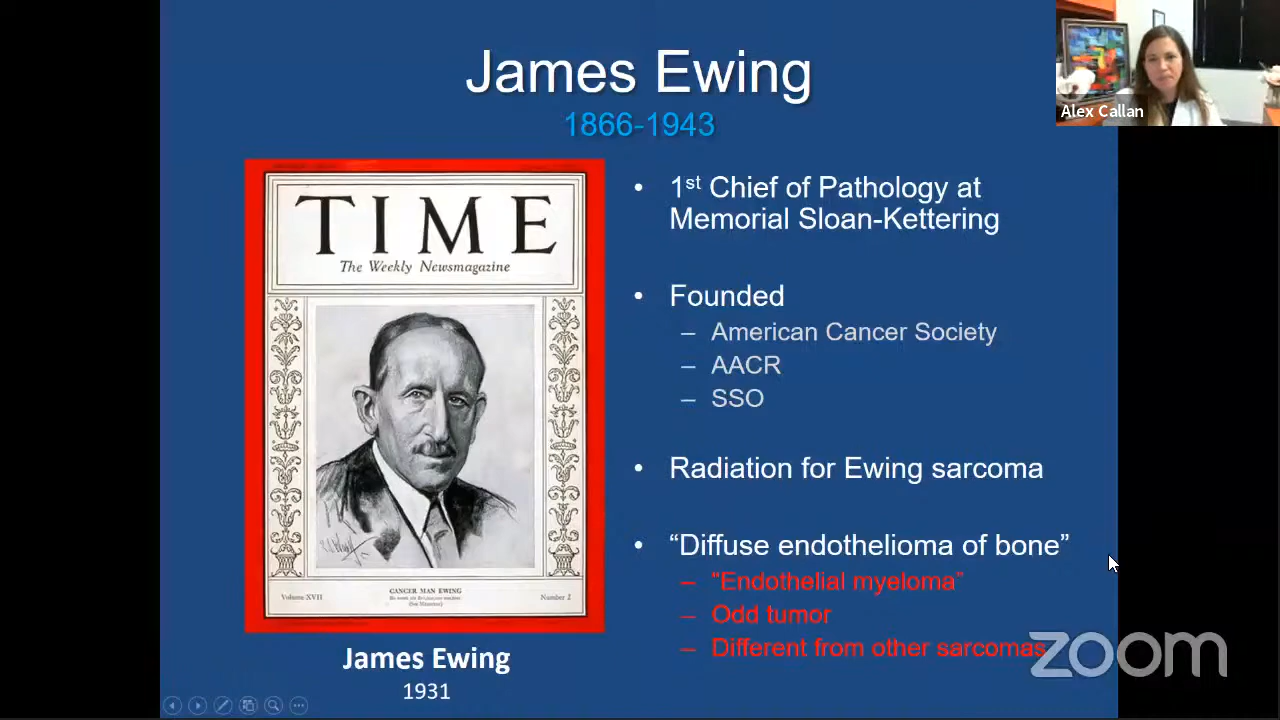 James Ewing
1866-1943
Alex Callan
TIME
The Weekly Newsmagazine
Volume XVII
CANCER MAN EWING
Number 2
James Ewing
1931
• 1st Chief of Pathology at
Memorial Sloan-Kettering
• Founded
– American Cancer Society
– AACR
– SSO
• Radiation for Ewing sarcoma
• “Diffuse endothelioma of bone”
– "Endothelial myeloma”
– Odd tumor
– Different from other sarcomas
zoom